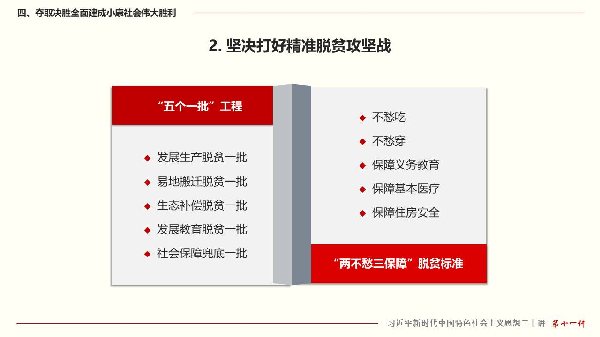 四、夺取决胜全面建成小康社会伟大胜利
2. 坚决打好精准脱贫攻坚战
“五个一批”工程
◆ 发展生产脱贫一批
◆ 易地搬迁脱贫一批
◆ 生态补偿脱贫一批
◆ 发展教育脱贫一批
◆ 社会保障兜底一批
◆ 不愁吃
◆ 不愁穿
◆ 保障义务教育
◆ 保障基本医疗
◆ 保障住房安全
“两不愁三保障”脱贫标准
习近平新时代中国特色社会主义思想三十讲 第十一讲